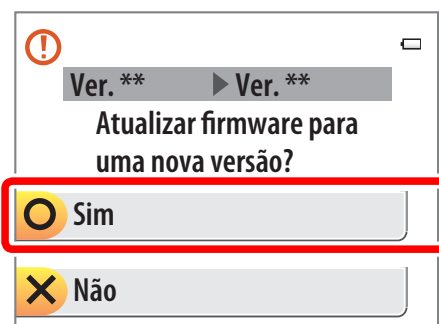 Ver. ** ▶ Ver. **
Atualizar firmware para
uma nova versão?
Sim
Não